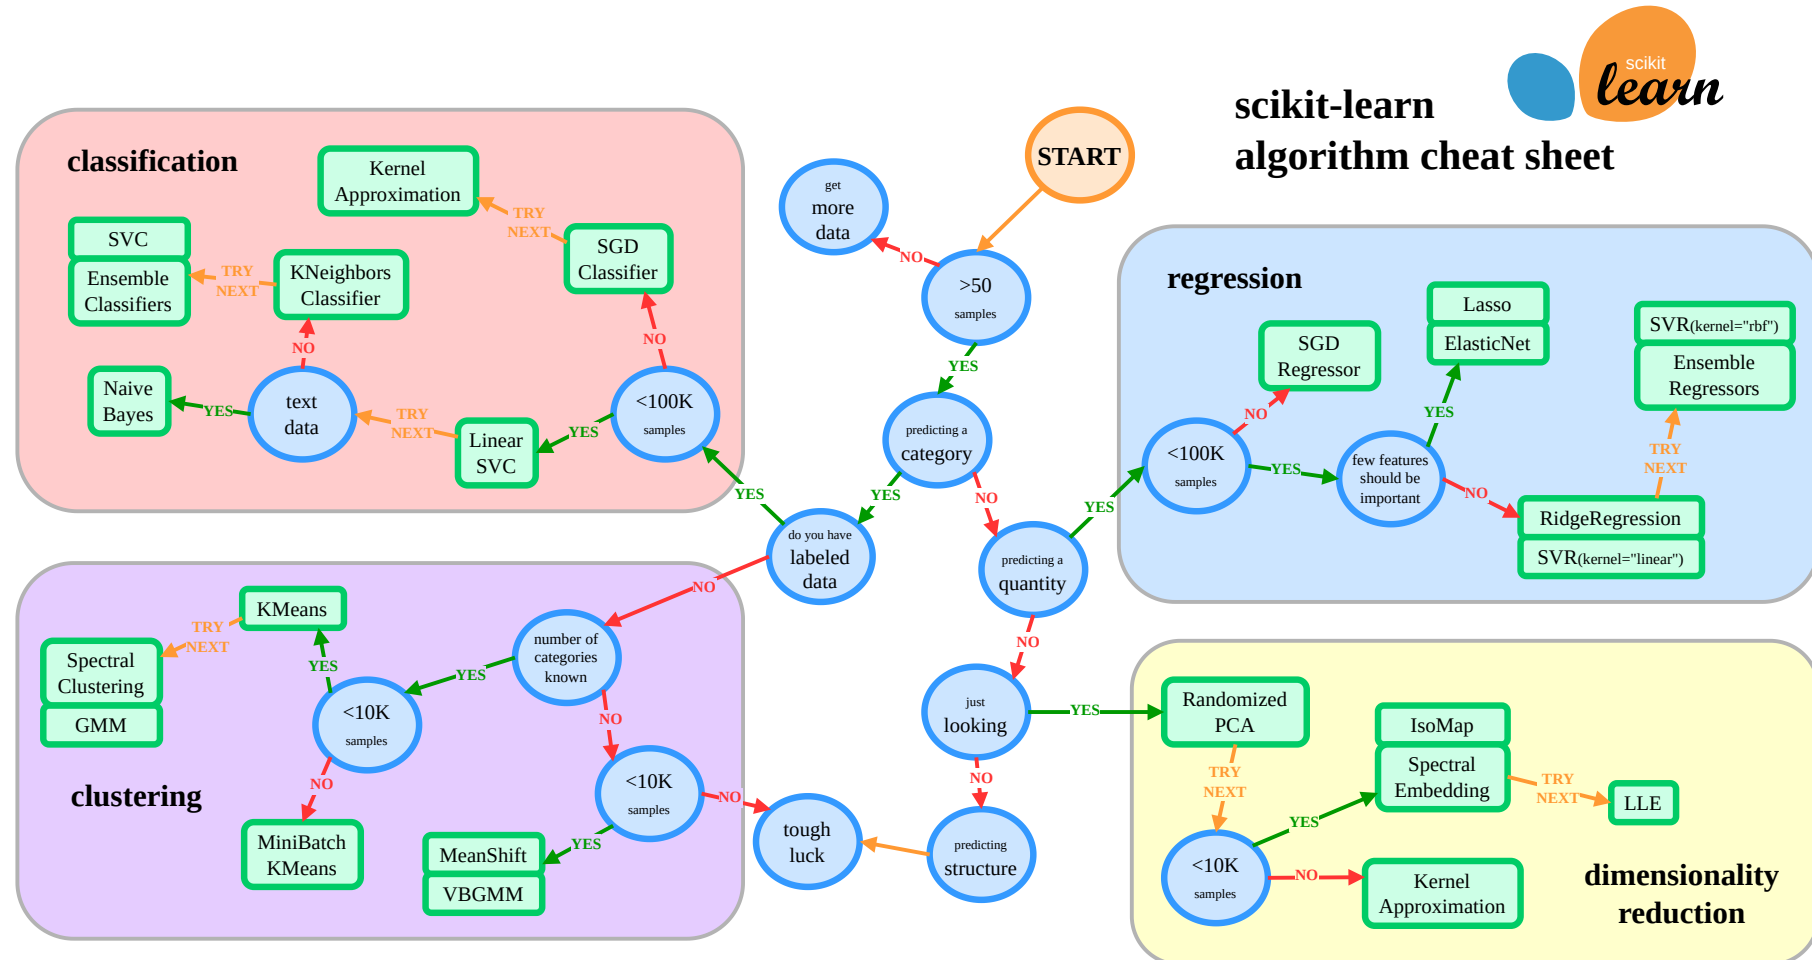 scikit
learn
scikit-learn
algorithm cheat sheet
START
get
more
data
NO
>50
samples
YES
predicting a
category
YES
NO
do you have
labeled
data
YES
NO
predicting a
quantity
YES
NO
just
looking
YES
NO
predicting
structure
tough
luck
classification
Kernel
Approximation
TRY
NEXT
SGD
Classifier
NO
<100K
samples
YES
Linear
SVC
TRY
NEXT
text
data
YES
Naive
Bayes
NO
KNeighbors
Classifier
TRY
NEXT
SVC
Ensemble
Classifiers
clustering
number of
categories
known
YES
NO
<10K
samples
YES
KMeans
TRY
NEXT
Spectral
Clustering
GMM
NO
MiniBatch
KMeans
<10K
samples
YES
MeanShift
VBGMM
NO
regression
<100K
samples
NO
SGD
Regressor
YES
few features
should be
important
YES
Lasso
ElasticNet
NO
RidgeRegression
SVR(kernel="linear")
TRY
NEXT
SVR(kernel="rbf")
Ensemble
Regressors
dimensionality
reduction
Randomized
PCA
TRY
NEXT
<10K
samples
YES
IsoMap
Spectral
Embedding
TRY
NEXT
LLE
NO
Kernel
Approximation